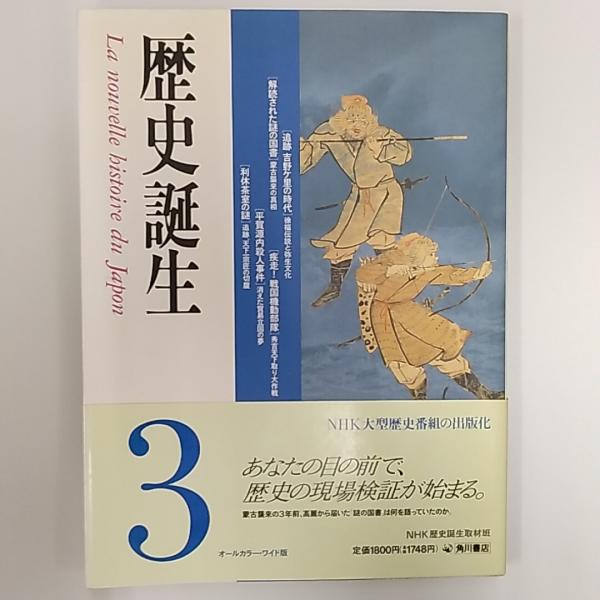 歴史誕生
La nouvelle histoire du Japon
[追跡 吉野ケ里の時代]徐福伝説と弥生文化
[解読された謎の国書]蒙古襲来の真相
[疾走！戦国機動部隊]秀吉天下取り大作戦
[平賀源内殺人事件]消えた貿易立国の夢
[利休茶室の謎]追跡、天下一宗匠の切腹
3
NHK大型歴史番組の出版化
あなたの目の前で、
歴史の現場検証が始まる。
蒙古襲来の3年前、高麗から届いた「謎の国書」は何を語っていたのか。
NHK歴史誕生取材班
オールカラー・ワイド版
定価1800円(本体1748円) 角川書店